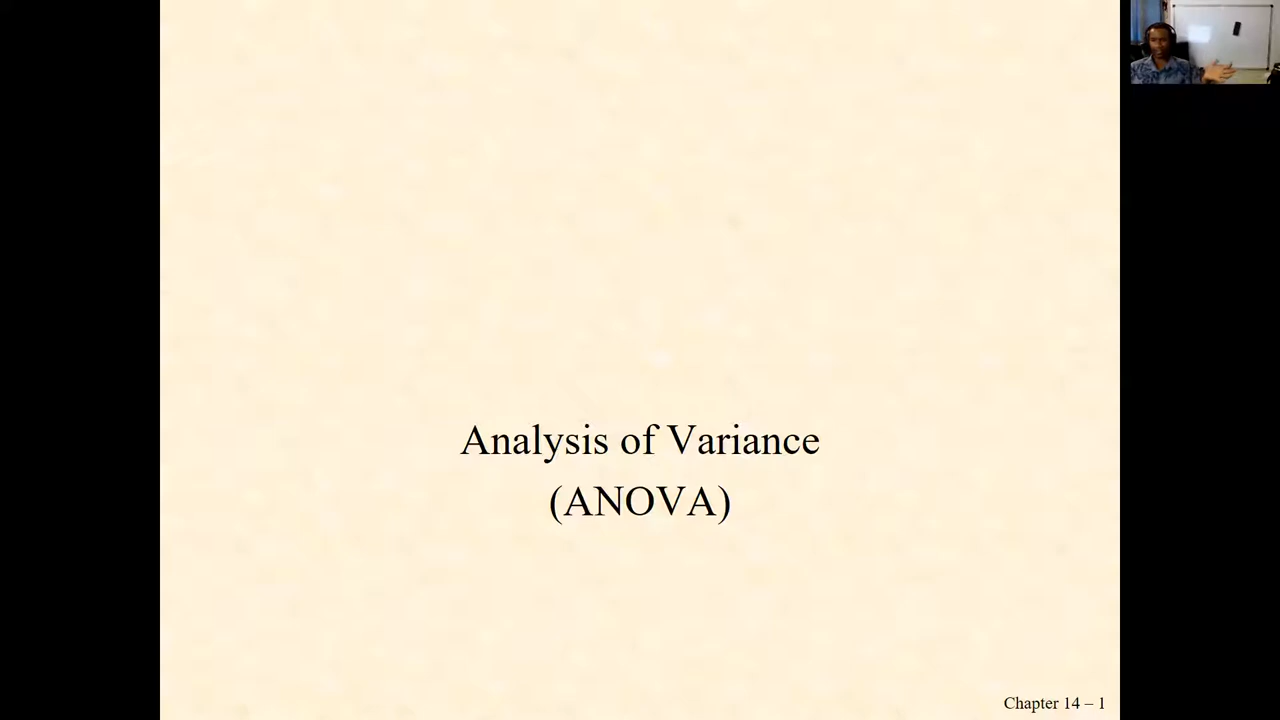 Analysis of Variance
(ANOVA)
Chapter 14 – 1